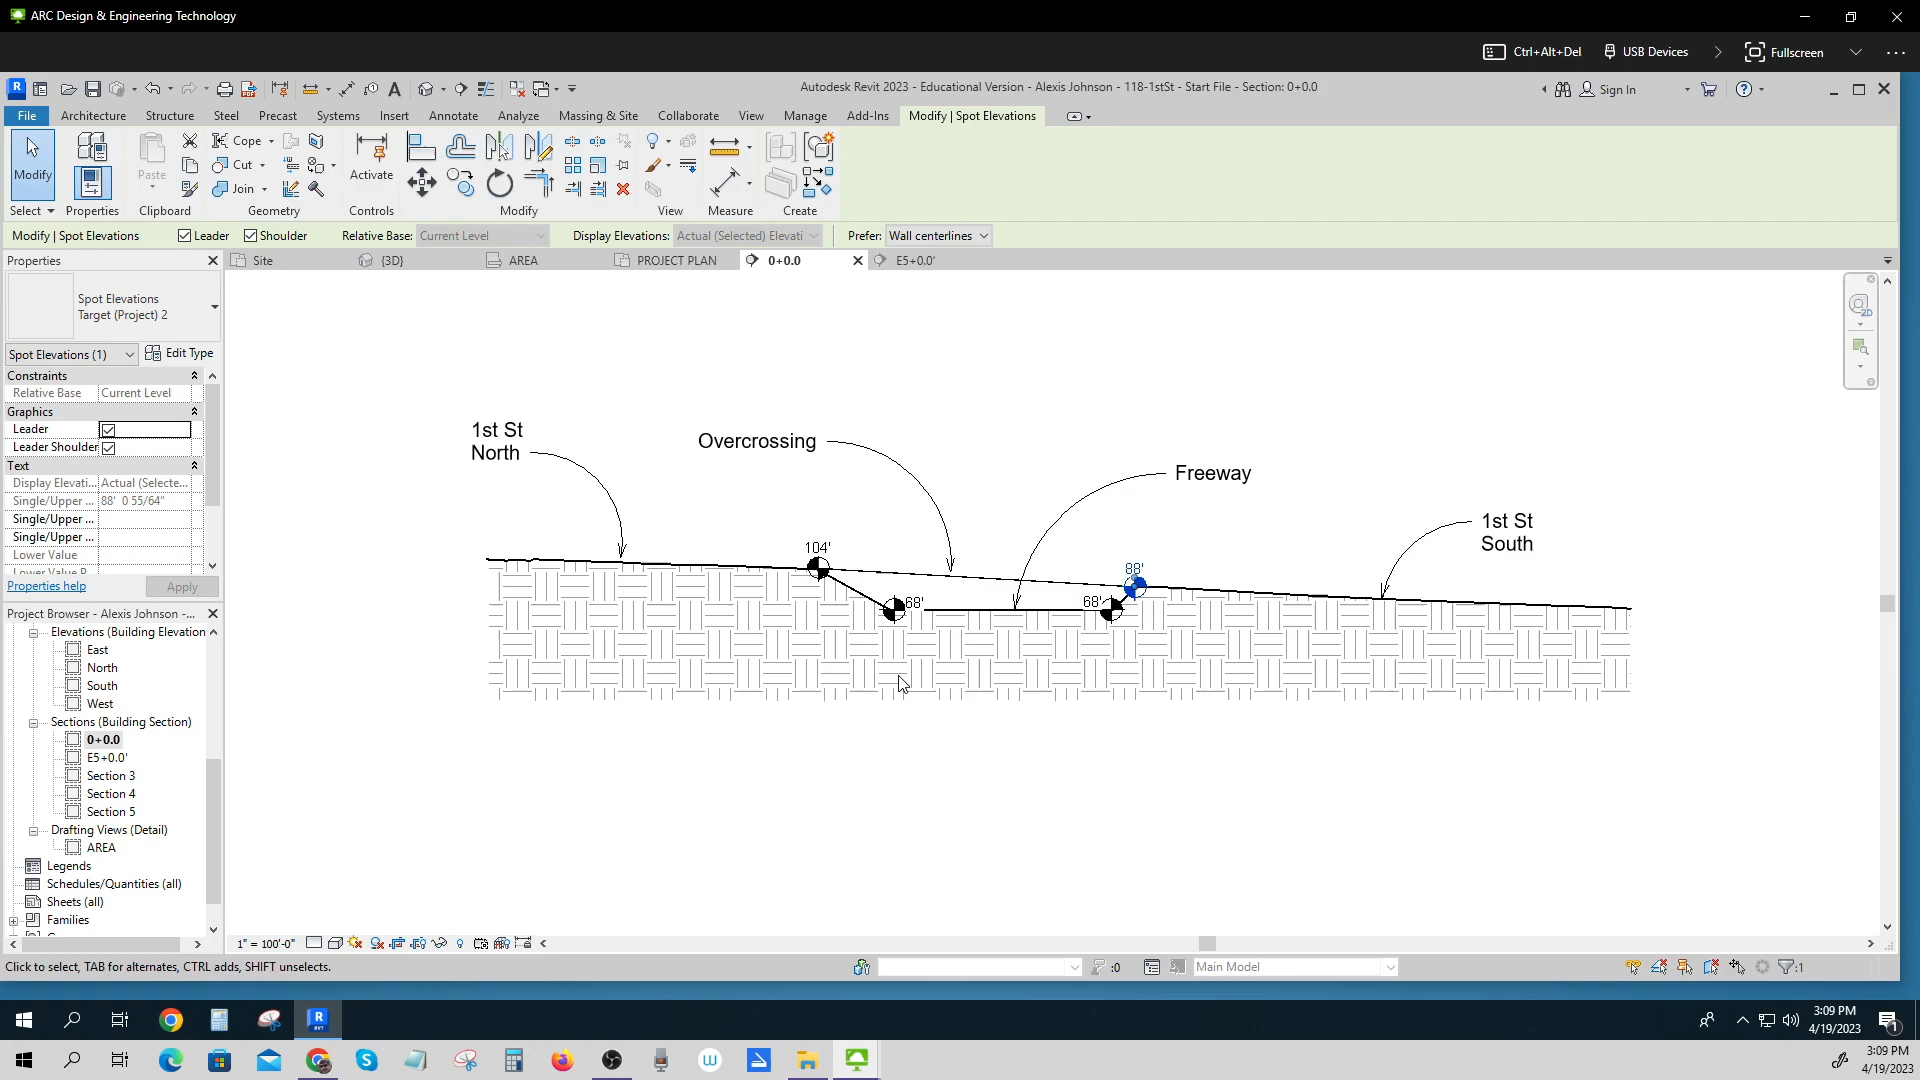 ARC Design & Engineering Technology
Ctrl+Alt+Del
USB Devices
Fullscreen
Autodesk Revit 2023 - Educational Version - Alexis Johnson - 118-1stSt - Start File - Section: 0+0.0
Sign In
File
Architecture
Structure
Steel
Precast
Systems
Insert
Annotate
Analyze
Massing & Site
Collaborate
View
Manage
Add-Ins
Modify | Spot Elevations
Modify
Paste
Cope
Cut
Join
Activate
Select
Properties
Clipboard
Geometry
Controls
Modify
View
Measure
Create
Modify | Spot Elevations
Leader
Shoulder
Relative Base:
Current Level
Display Elevations:
Actual (Selected) Elevati
Prefer:
Wall centerlines
Properties
Site
{3D}
AREA
PROJECT PLAN
0+0.0
E5+0.0'
Spot Elevations
Target (Project) 2
Spot Elevations (1)
Edit Type
Constraints
Relative Base
Current Level
Graphics
Leader
Leader Shoulder
Text
Display Elevati...
Actual (Selecte...
Single/Upper ...
88'  0 55/64"
Single/Upper ...
Single/Upper ...
Lower Value
Properties help
Apply
Project Browser - Alexis Johnson -...
Elevations (Building Elevation
East
North
South
West
Sections (Building Section)
0+0.0
E5+0.0'
Section 3
Section 4
Section 5
Drafting Views (Detail)
AREA
Legends
Schedules/Quantities (all)
Sheets (all)
Families
1st St
North
Overcrossing
Freeway
1st St
South
104'
88'
68'
68'
2D
1" = 100'-0"
Click to select, TAB for alternates, CTRL adds, SHIFT unselects.
:0
Main Model
:1
3:09 PM
4/19/2023
1
3:09 PM
4/19/2023